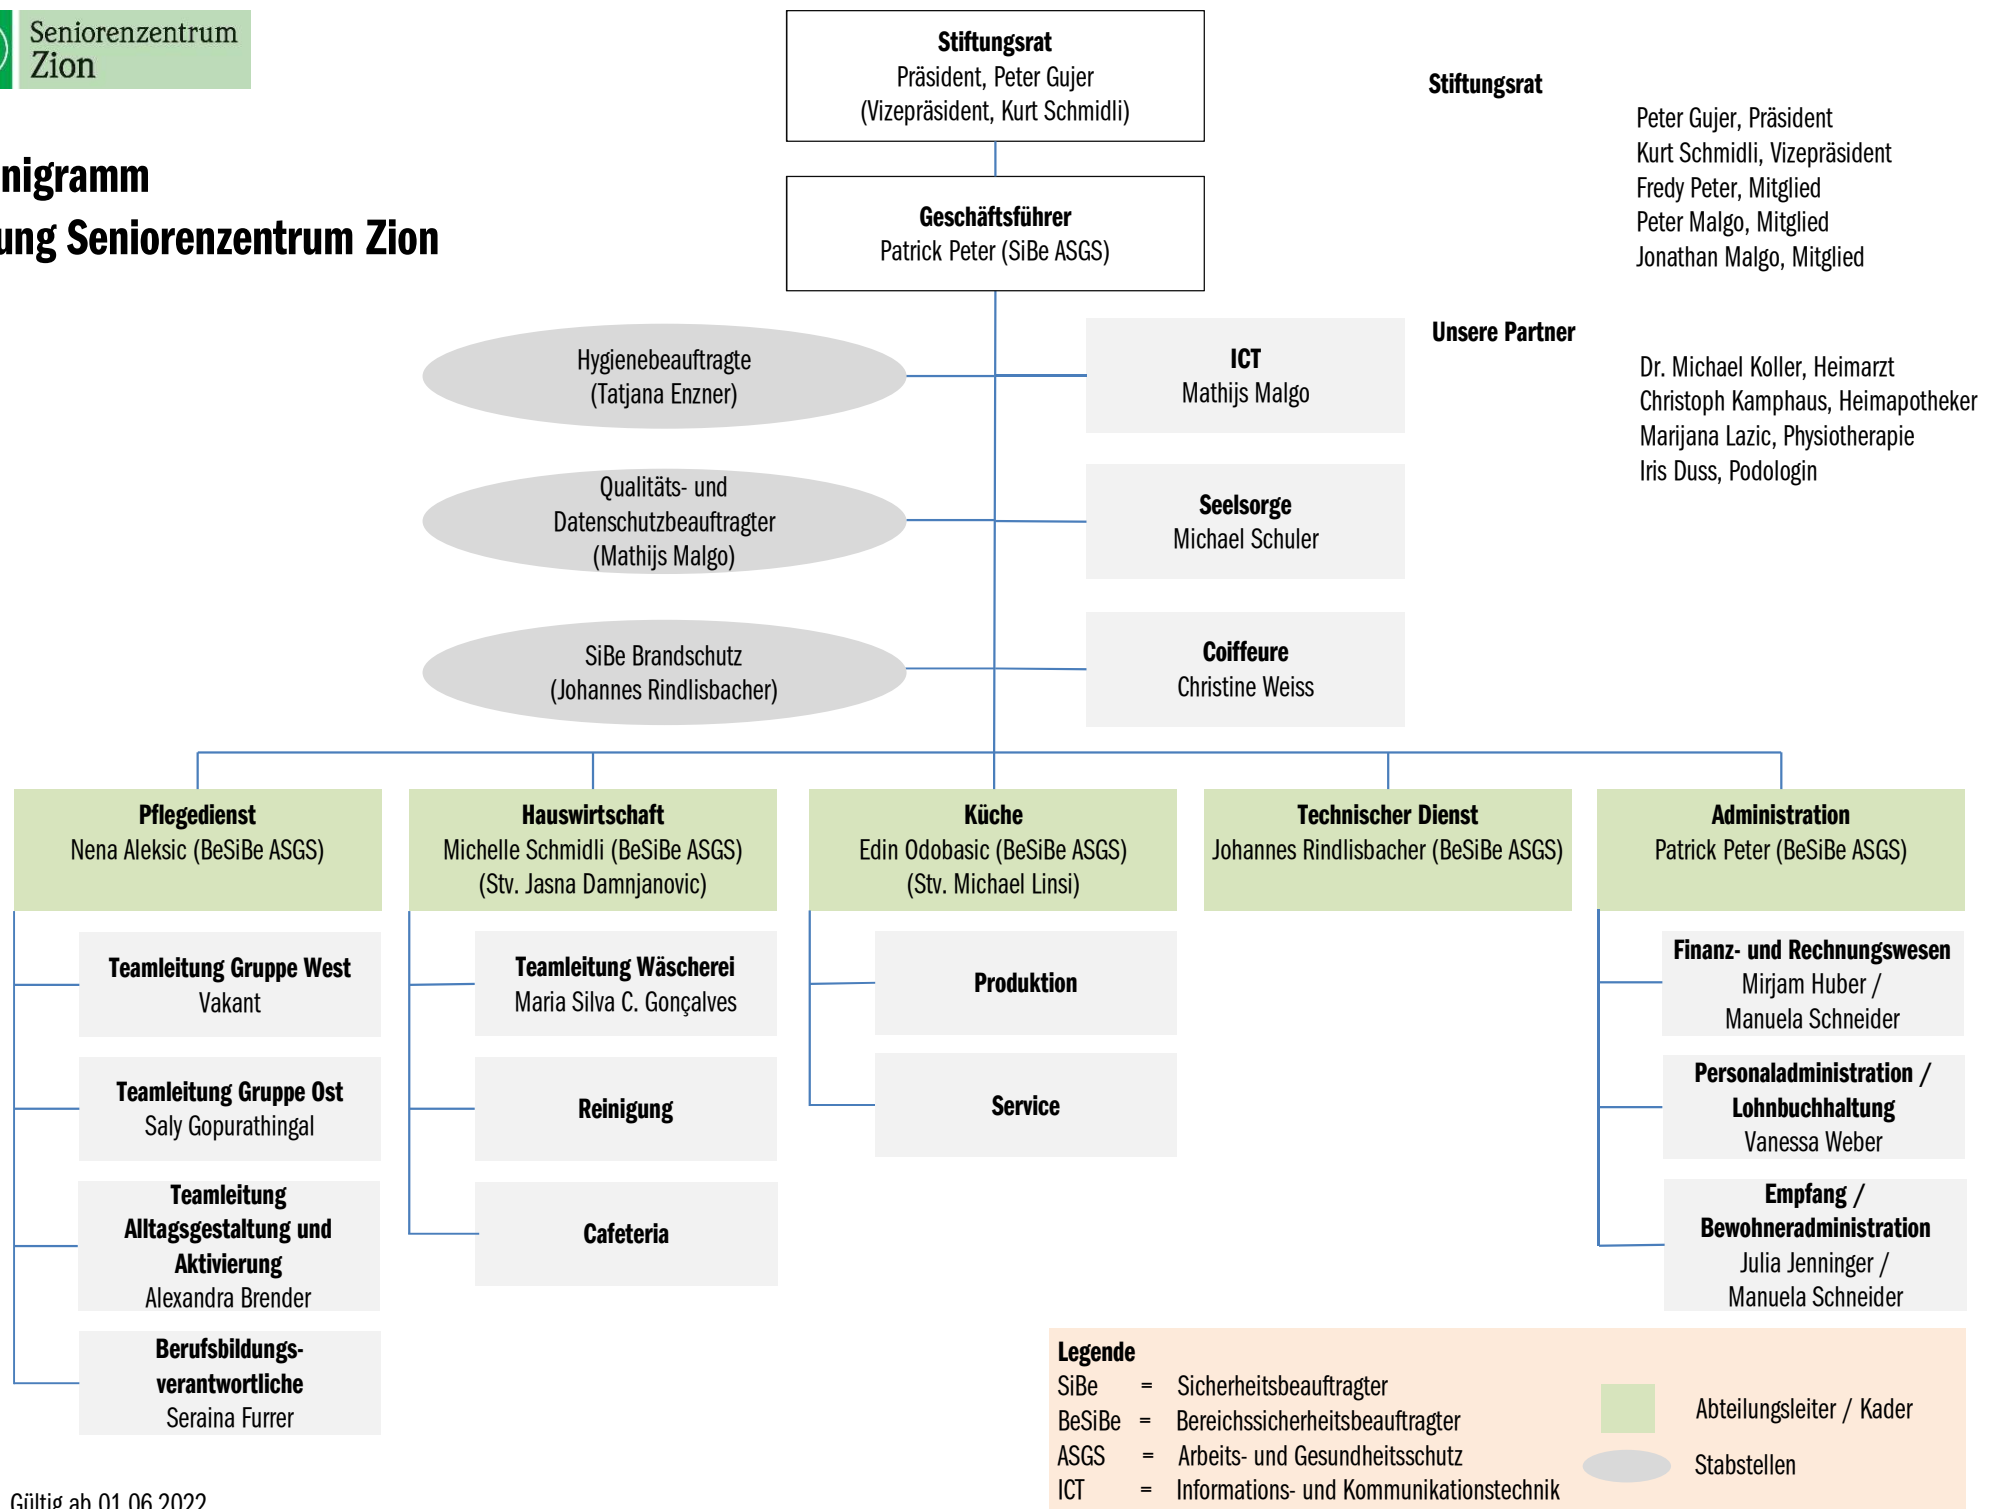 Seniorenzentrum
Zion
nigramm
ung Seniorenzentrum Zion
Stiftungsrat
Präsident, Peter Gujer
(Vizepräsident, Kurt Schmidli)
Geschäftsführer
Patrick Peter (SiBe ASGS)
Stiftungsrat
Peter Gujer, Präsident
Kurt Schmidli, Vizepräsident
Fredy Peter, Mitglied
Peter Malgo, Mitglied
Jonathan Malgo, Mitglied
Unsere Partner
Dr. Michael Koller, Heimarzt
Christoph Kamphaus, Heimapotheker
Marijana Lazic, Physiotherapie
Iris Duss, Podologin
Hygienebeauftragte
(Tatjana Enzner)
ICT
Mathijs Malgo
Qualitäts- und
Datenschutzbeauftragter
(Mathijs Malgo)
Seelsorge
Michael Schuler
SiBe Brandschutz
(Johannes Rindlisbacher)
Coiffeure
Christine Weiss
Pflegedienst
Nena Aleksic (BeSiBe ASGS)
Teamleitung Gruppe West
Vakant
Teamleitung Gruppe Ost
Saly Gopurathingal
Teamleitung
Alltagsgestaltung und
Aktivierung
Alexandra Brender
Berufsbildungs-
verantwortliche
Seraina Furrer
Hauswirtschaft
Michelle Schmidli (BeSiBe ASGS)
(Stv. Jasna Damnjanovic)
Teamleitung Wäscherei
Maria Silva C. Gonçalves
Reinigung
Cafeteria
Küche
Edin Odobasic (BeSiBe ASGS)
(Stv. Michael Linsi)
Produktion
Service
Technischer Dienst
Johannes Rindlisbacher (BeSiBe ASGS)
Administration
Patrick Peter (BeSiBe ASGS)
Finanz- und Rechnungswesen
Mirjam Huber /
Manuela Schneider
Personaladministration /
Lohnbuchhaltung
Vanessa Weber
Empfang /
Bewohneradministration
Julia Jenninger /
Manuela Schneider
Legende
SiBe = Sicherheitsbeauftragter
BeSiBe = Bereichssicherheitsbeauftragter
ASGS = Arbeits- und Gesundheitsschutz
ICT = Informations- und Kommunikationstechnik
Abteilungsleiter / Kader
Stabstellen
Gültig ab 01.06.2022